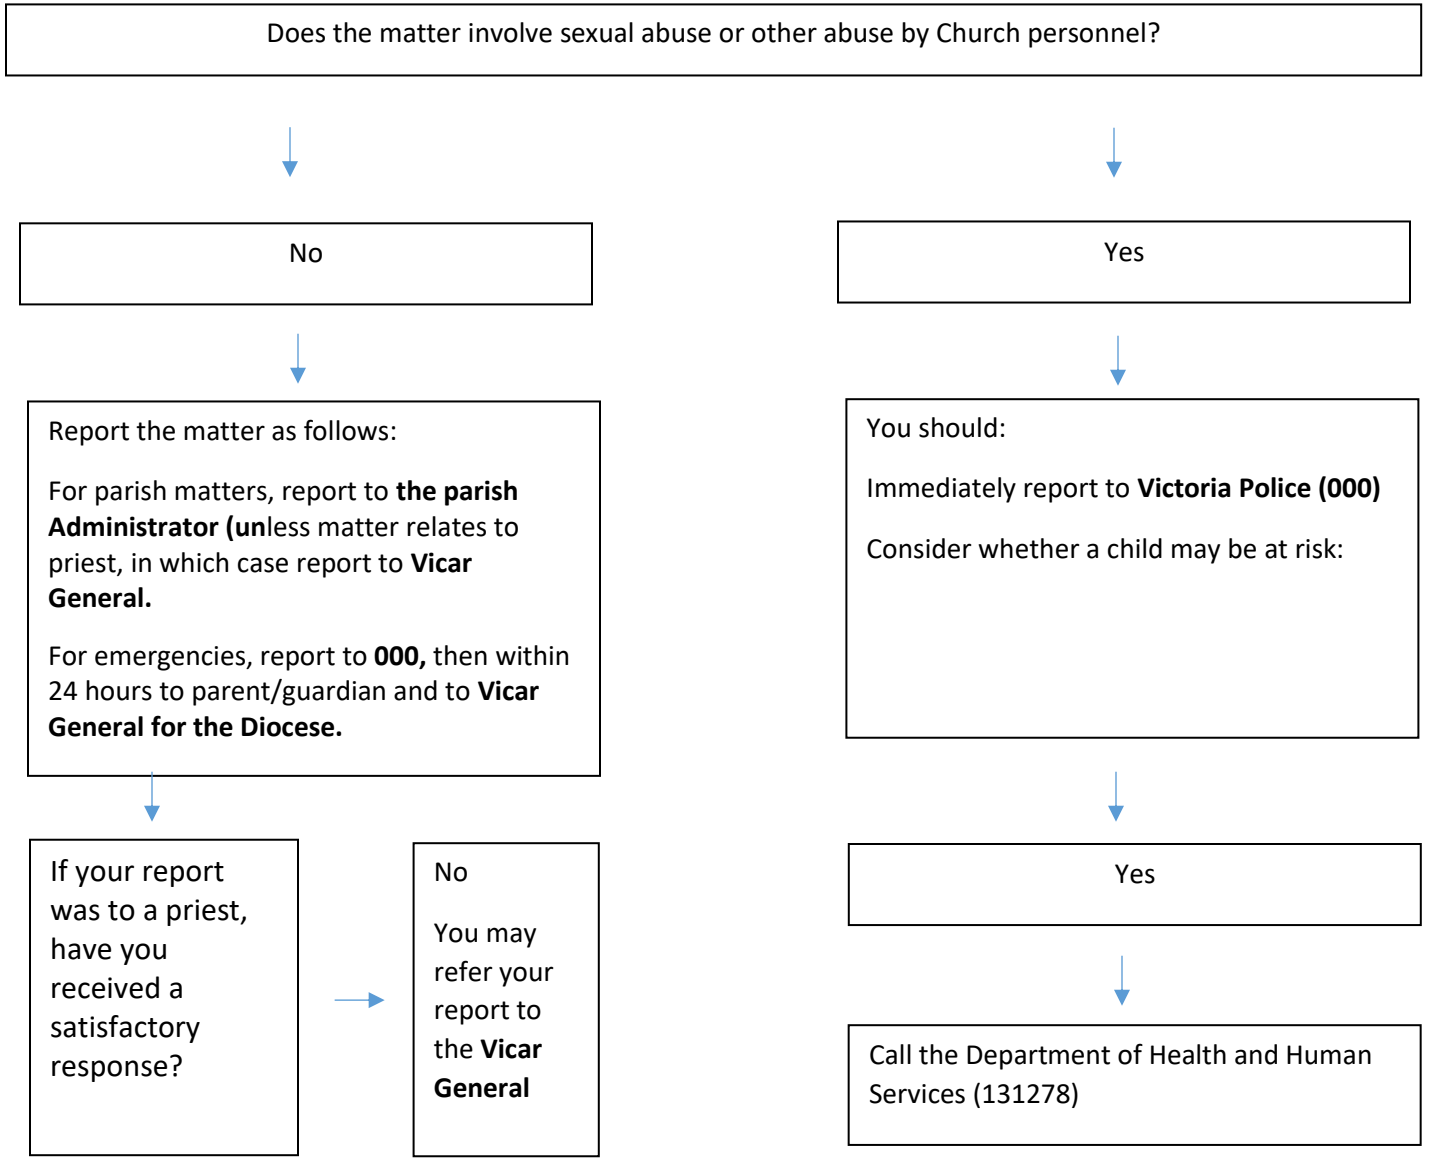 Does the matter involve sexual abuse or other abuse by Church personnel?
No
Yes
Report the matter as follows:
For parish matters, report to the parish
Administrator (unless matter relates to
priest, in which case report to Vicar
General.
For emergencies, report to 000, then within
24 hours to parent/guardian and to Vicar
General for the Diocese.
You should:
Immediately report to Victoria Police (000)
Consider whether a child may be at risk:
If your report
was to a priest,
have you
received a
satisfactory
response?
No
You may
refer your
report to
the Vicar
General
Yes
Call the Department of Health and Human
Services (131278)